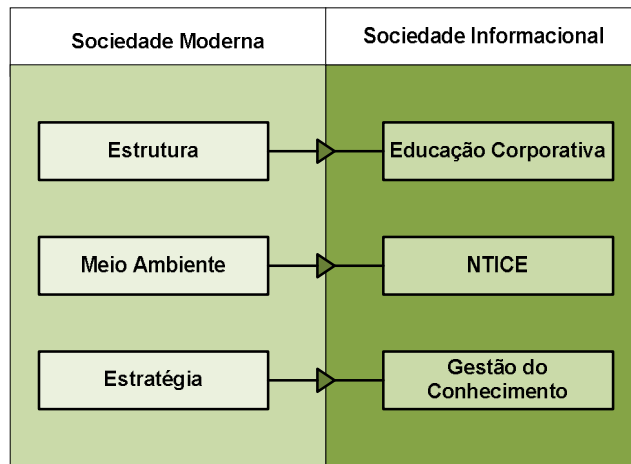 Sociedade Moderna
Sociedade Informacional
Estrutura
Educação Corporativa
Meio Ambiente
NTICE
Estratégia
Gestão do
Conhecimento